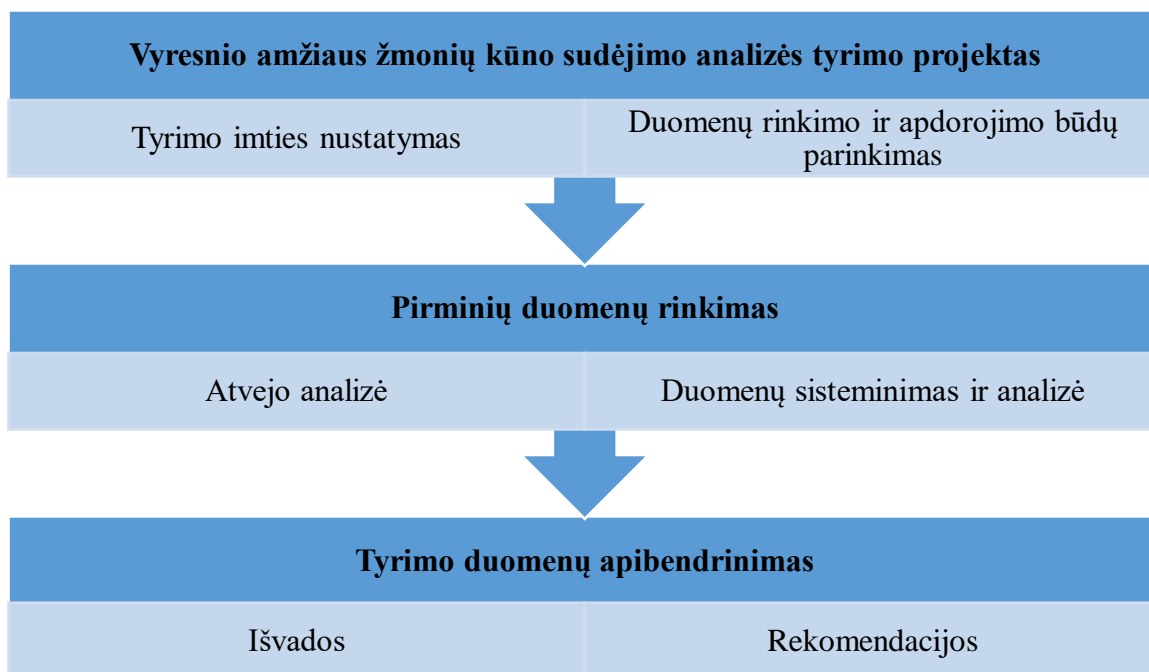 Vyresnio amžiaus žmonių kūno sudėjimo analizės tyrimo projektas
Tyrimo imties nustatymas
Duomenų rinkimo ir apdorojimo būdų
parinkimas
Pirminių duomenų rinkimas
Atvejo analizė
Duomenų sisteminimas ir analizė
Tyrimo duomenų apibendrinimas
Išvados
Rekomendacijos